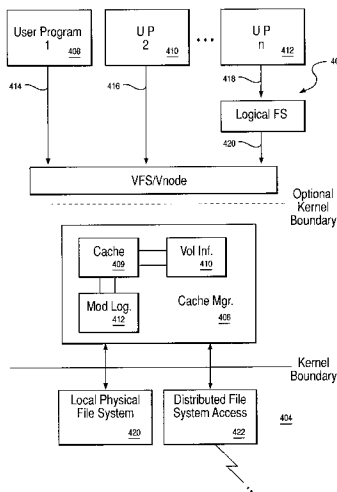 User Program
1
408
U P
2
410
U P
n
412
414
416
418
Logical FS
420
VFS/Vnode
Optional
Kernel
Boundary
Cache
409
Vol Inf.
410
Mod Log.
412
Cache Mgr.
406
Kernel
Boundary
Local Physical
File System
420
Distributed File
System Access
422
404